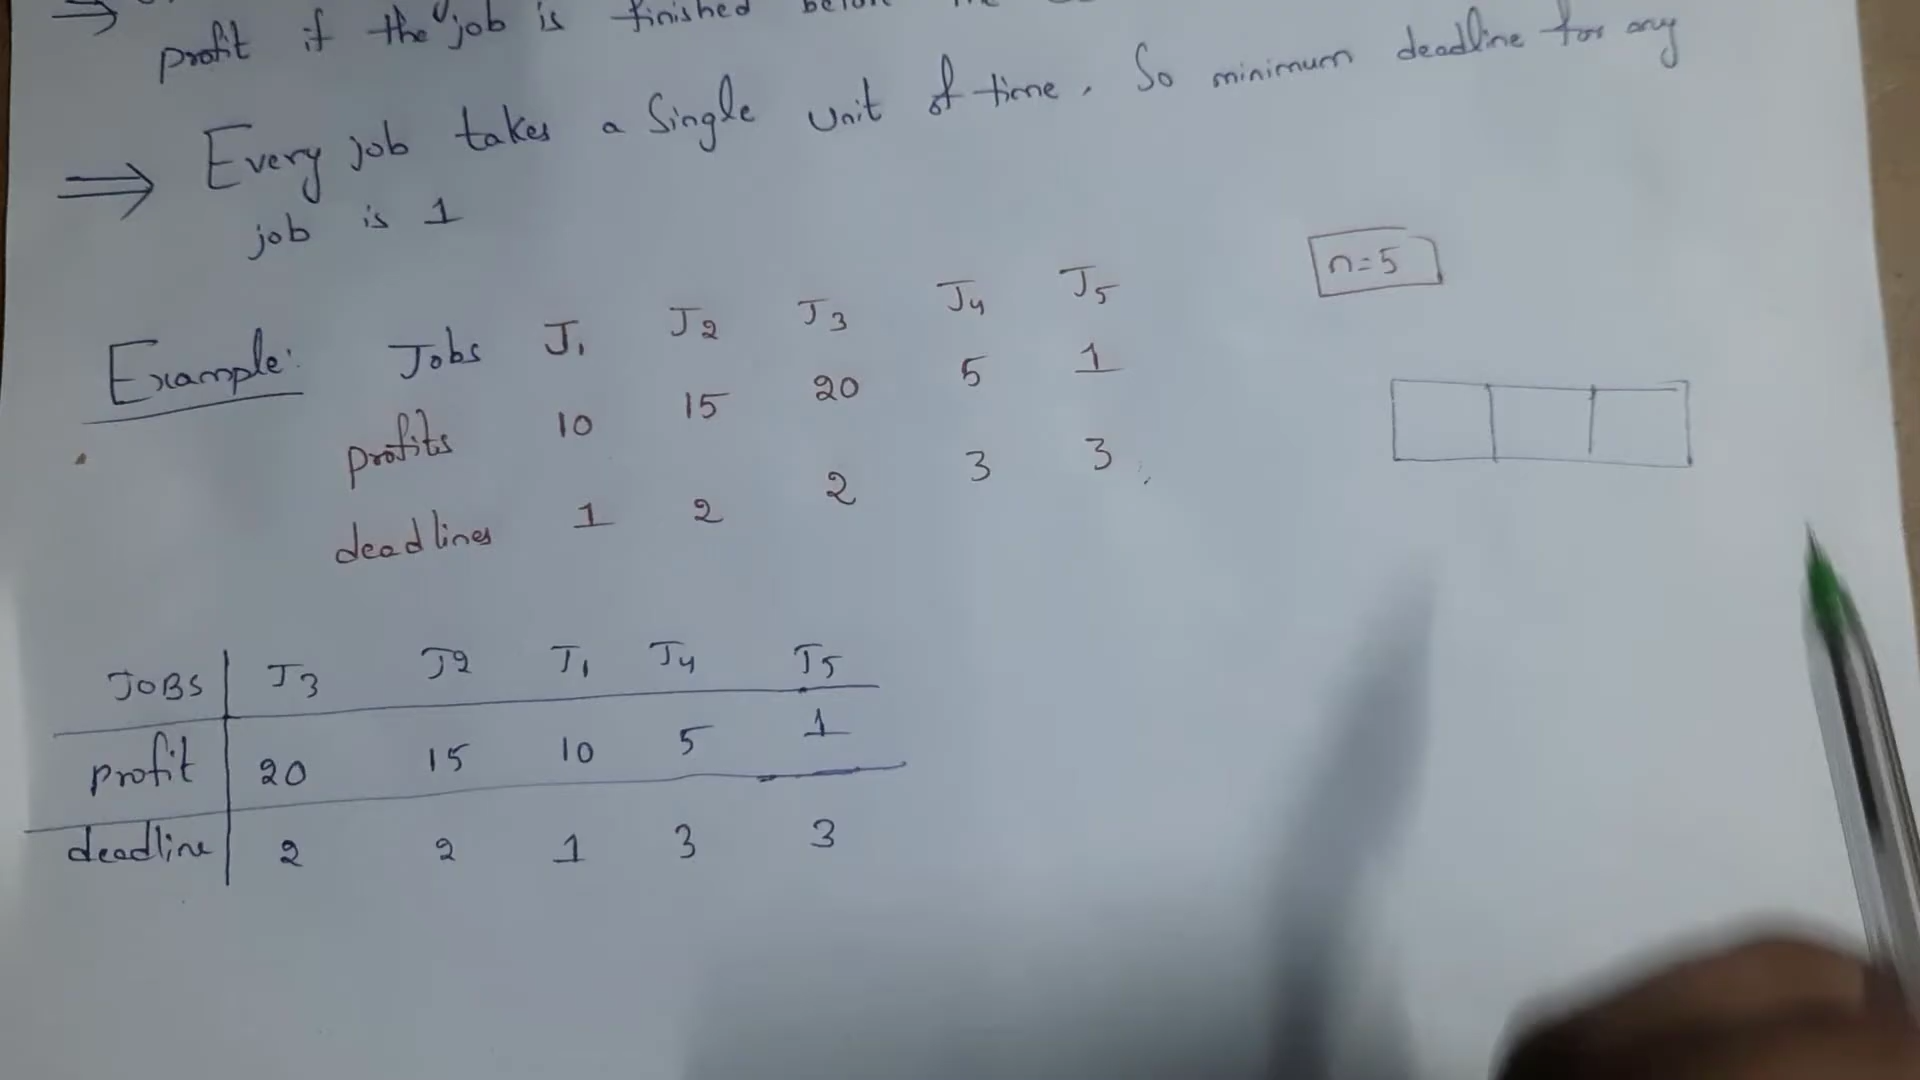 profit if the job is finished
Every job takes a Single Unit of time. So minimum deadline for any
job is 1
n=5
Example: Jobs J1 J2 J3 J4 J5
profits 10 15 20 5 1
deadlines 1 2 2 3 3
JOBS J3 J2 J1 J4 J5
profit 20 15 10 5 1
deadline 2 2 1 3 3